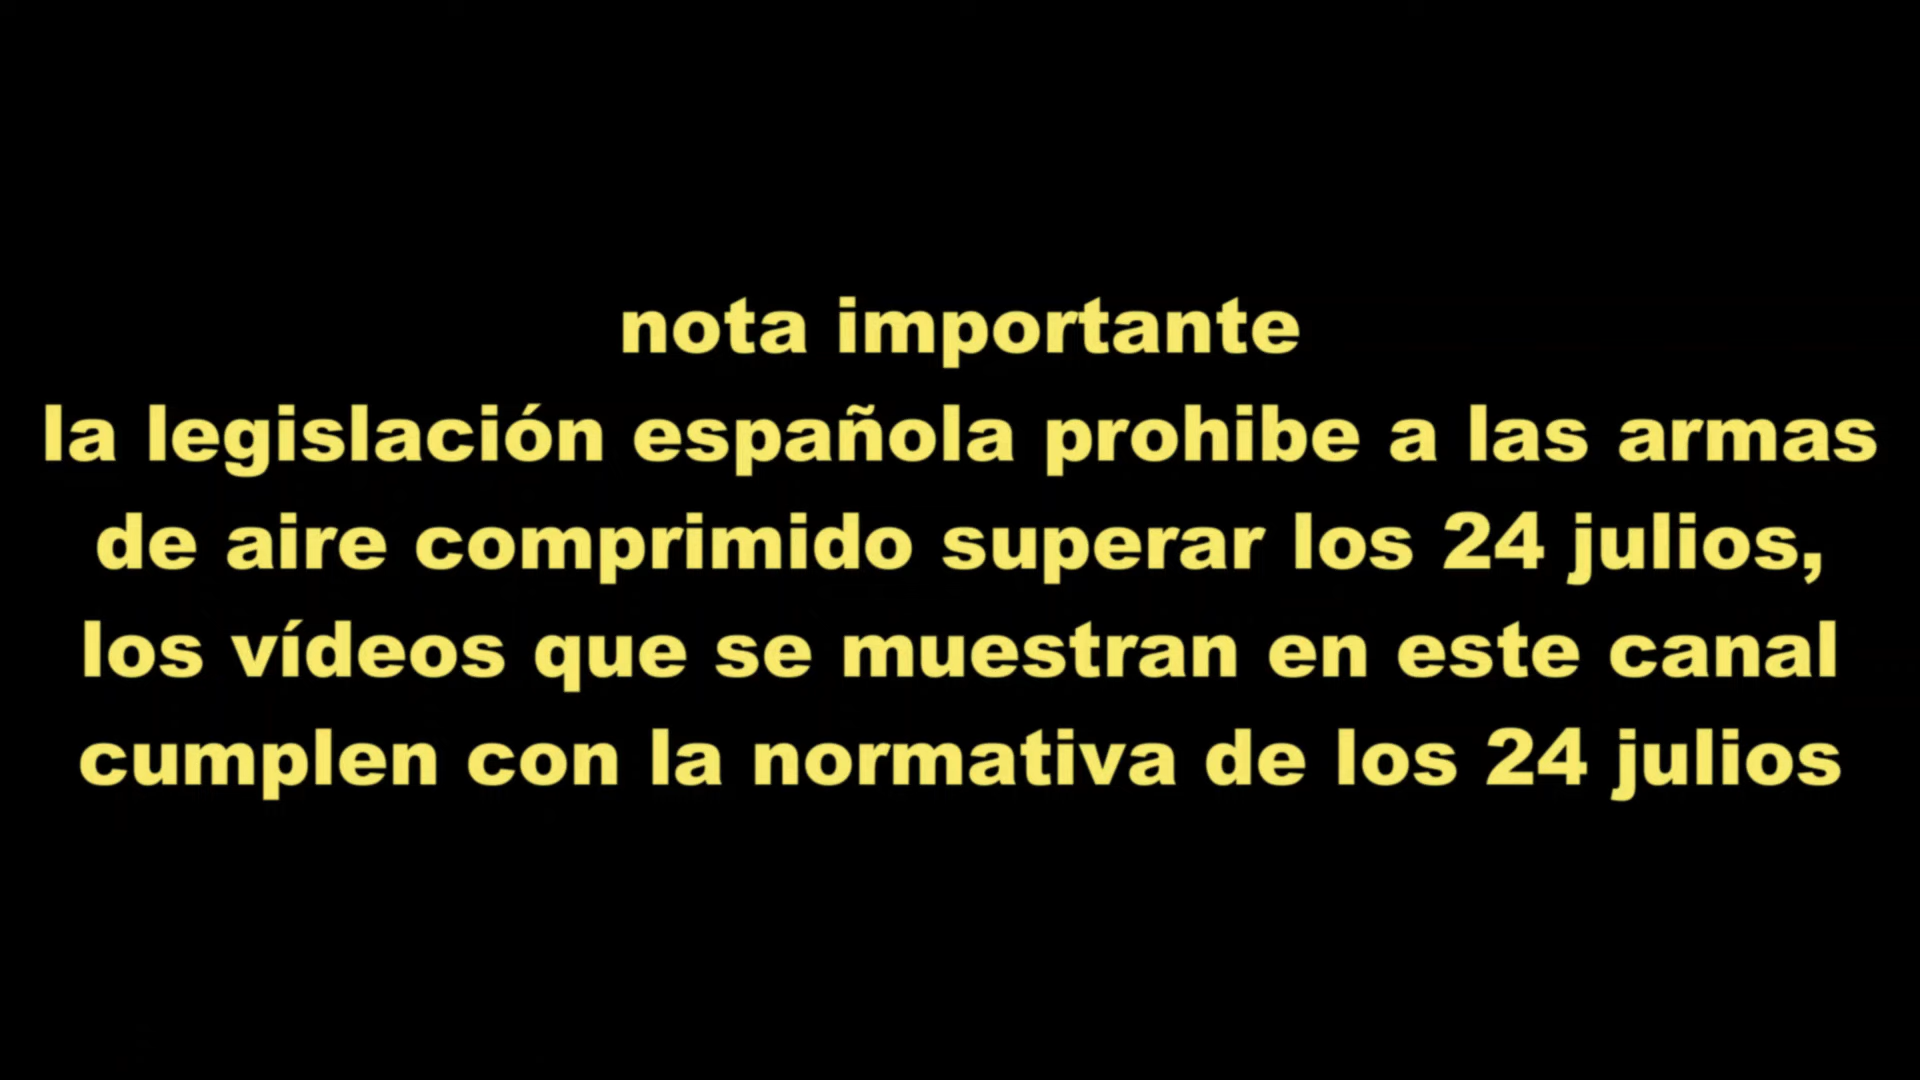 nota importante
la legislación española prohibe a las armas
de aire comprimido superar los 24 julios,
los vídeos que se muestran en este canal
cumplen con la normativa de los 24 julios